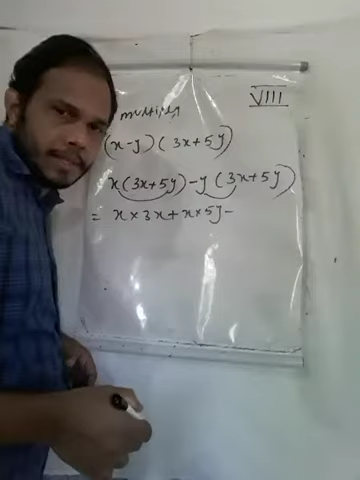 VIII
multiply
(x-y)(3x+5y)
x(3x+5y)-y(3x+5y)
= x×3x+x×5y-